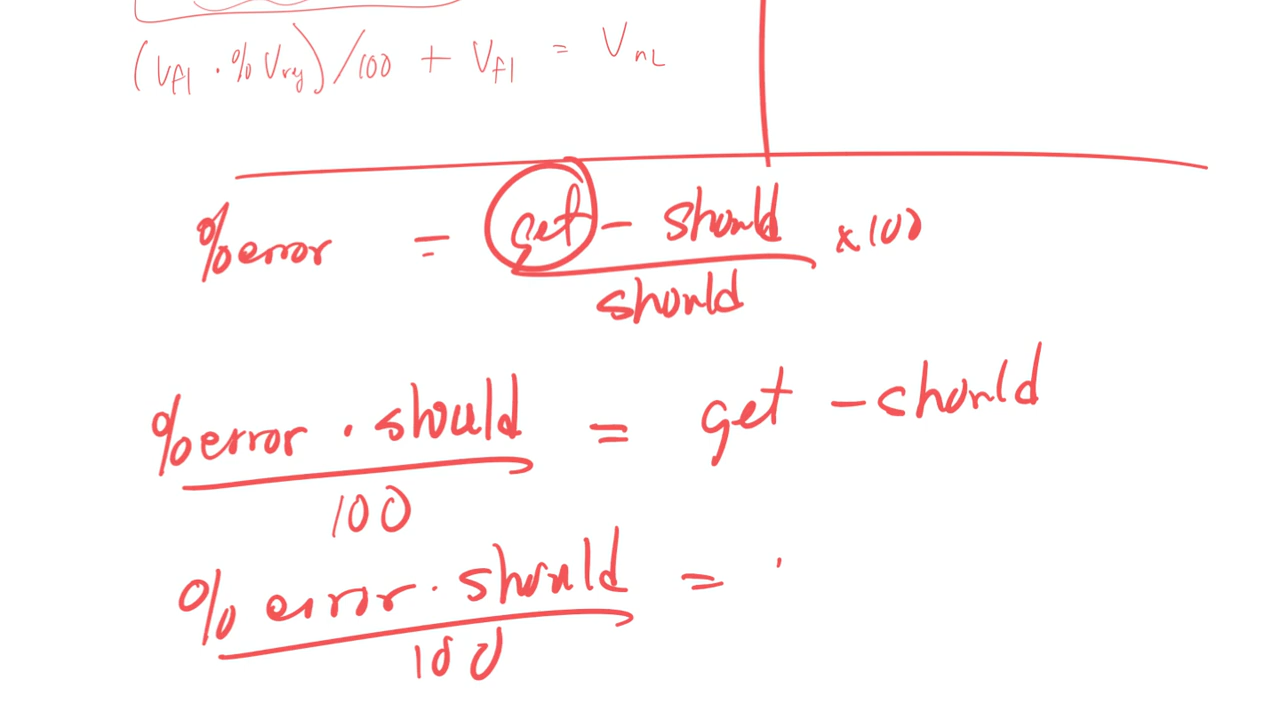 (Vfl . % Vreg)/100 + Vfl = VnL
%error = get - should x100
should
%error . should = get - should
100
% error . should =
100